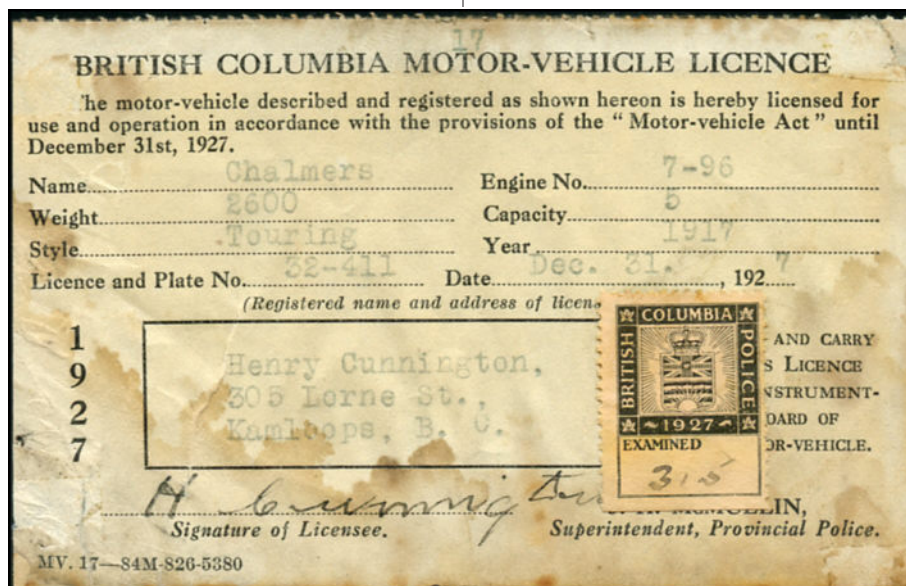 17
BRITISH COLUMBIA MOTOR-VEHICLE LICENCE
he motor-vehicle described and registered as shown hereon is hereby licensed for
use and operation in accordance with the provisions of the "Motor-vehicle Act" until
December 31st, 1927.
Name Chalmers Engine No. 7-96
Weight 2600 Capacity 5
Style Touring Year 1917
Licence and Plate No. 32-411 Date Dec. 31. , 192 7
(Registered name and address of licen
1927
Henry Cunnington,
305 Lorne St.,
Kamloops, B. C.
BRITISH COLUMBIA POLICE
1927
EXAMINED
315
AND CARRY
S LICENCE
NSTRUMENT-
OARD OF
OR-VEHICLE.
H Cunnington
McMULLIN,
Signature of Licensee. Superintendent, Provincial Police.
MV. 17—84M-826-5380